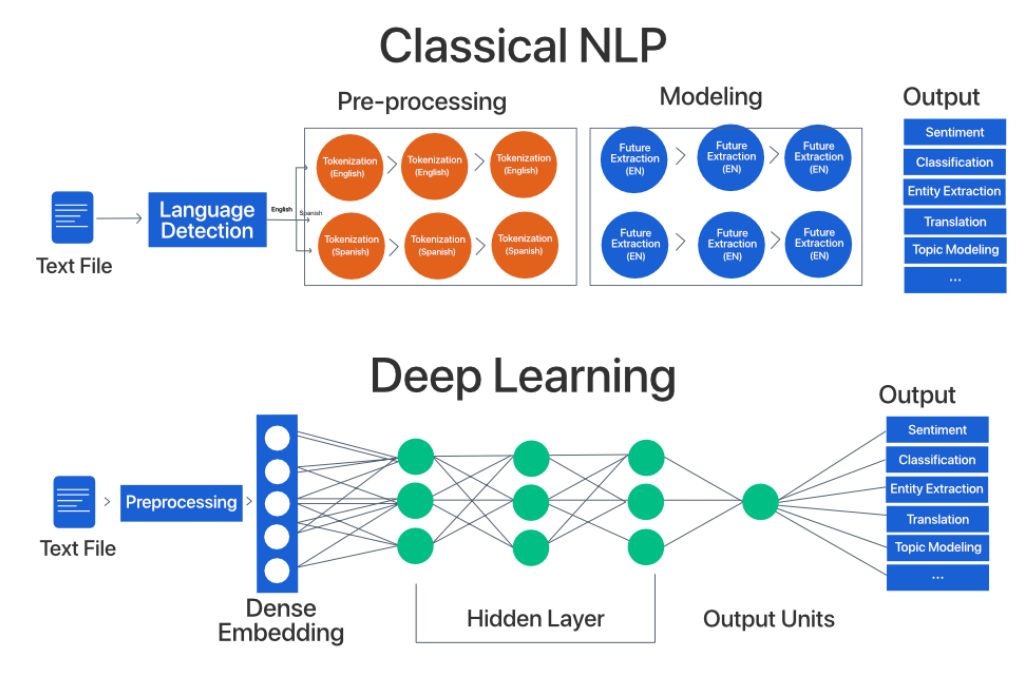 Classical NLP
Pre-processing
Modeling
Output
Text File
Language
Detection
English
Spanish
Tokenization
(English)
Tokenization
(English)
Tokenization
(English)
Tokenization
(Spanish)
Tokenization
(Spanish)
Tokenization
(Spanish)
Future
Extraction
(EN)
Future
Extraction
(EN)
Future
Extraction
(EN)
Future
Extraction
(EN)
Future
Extraction
(EN)
Future
Extraction
(EN)
Sentiment
Classification
Entity Extraction
Translation
Topic Modeling
...
Deep Learning
Output
Text File
Preprocessing
Dense
Embedding
Hidden Layer
Output Units
Sentiment
Classification
Entity Extraction
Translation
Topic Modeling
...